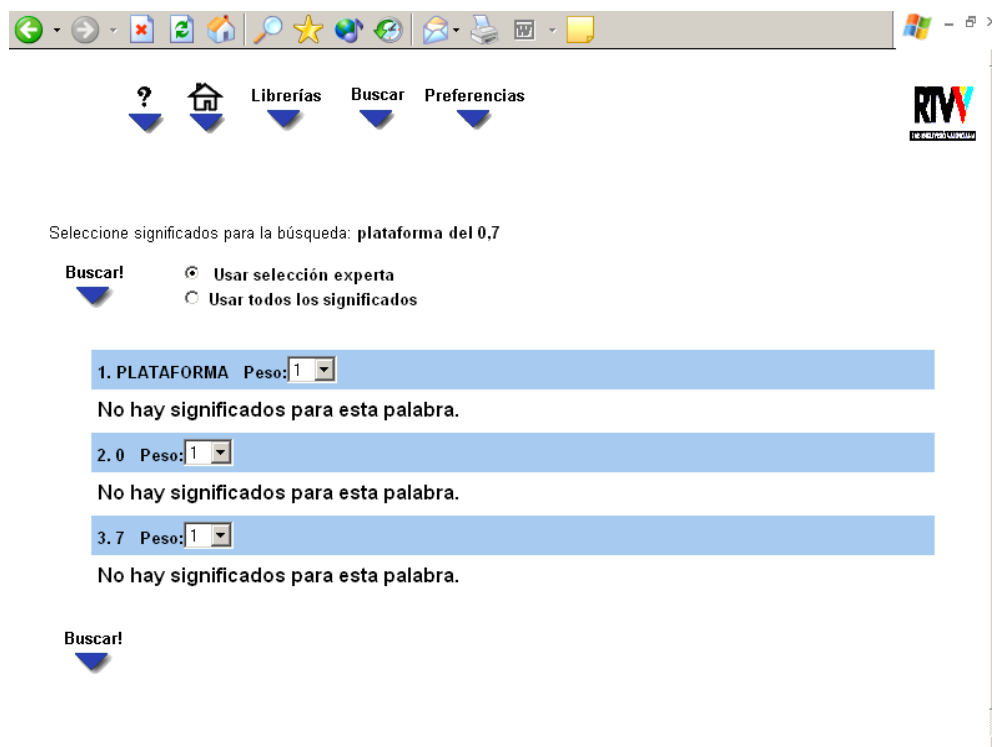 ?
Librerías Buscar Preferencias
RTVV
Seleccione significados para la búsqueda: plataforma del 0,7
Buscar!
Usar selección experta
Usar todos los significados
1. PLATAFORMA Peso: 1
No hay significados para esta palabra.
2. 0 Peso: 1
No hay significados para esta palabra.
3. 7 Peso: 1
No hay significados para esta palabra.
Buscar!